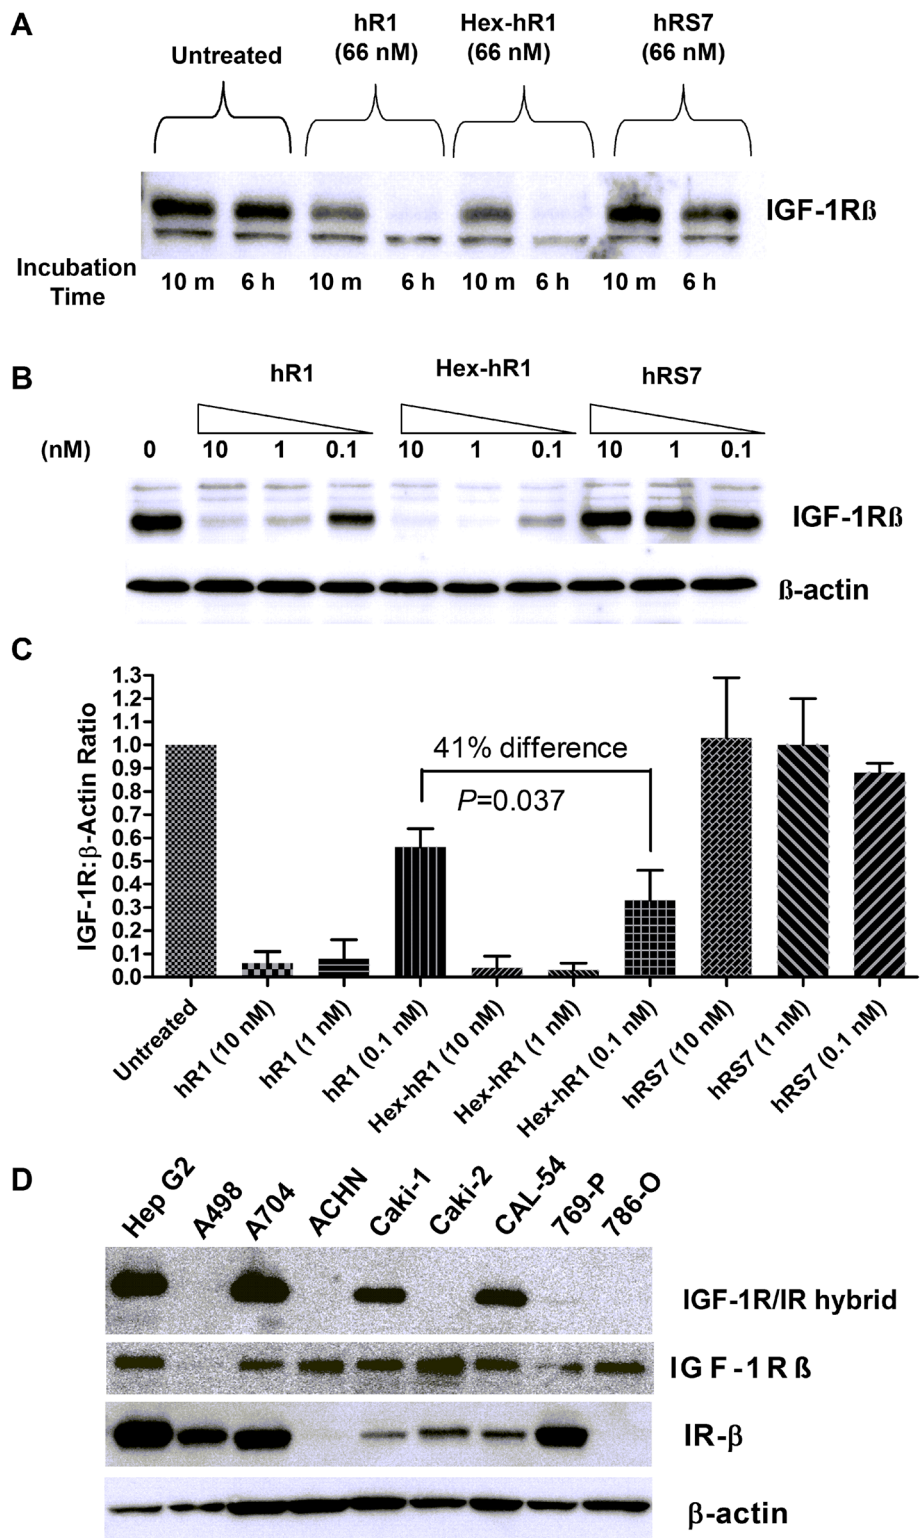 A
Untreated
hR1
(66 nM)
Hex-hR1
(66 nM)
hRS7
(66 nM)
IGF-1Rß
Incubation
Time
10 m 6 h 10 m 6 h 10 m 6 h 10 m 6 h
B
hR1 Hex-hR1 hRS7
(nM) 0 10 1 0.1 10 1 0.1 10 1 0.1
IGF-1Rß
ß-actin
C
IGF-1R:β-Actin Ratio
1.3
1.2
1.1
1.0
0.9
0.8
0.7
0.6
0.5
0.4
0.3
0.2
0.1
0.0
41% difference
P=0.037
Untreated
hR1 (10 nM)
hR1 (1 nM)
hR1 (0.1 nM)
Hex-hR1 (10 nM)
Hex-hR1 (1 nM)
Hex-hR1 (0.1 nM)
hRS7 (10 nM)
hRS7 (1 nM)
hRS7 (0.1 nM)
D
Hep G2
A498
A704
ACHN
Caki-1
Caki-2
CAL-54
769-P
786-O
IGF-1R/IR hybrid
IGF-1Rß
IR-β
β-actin